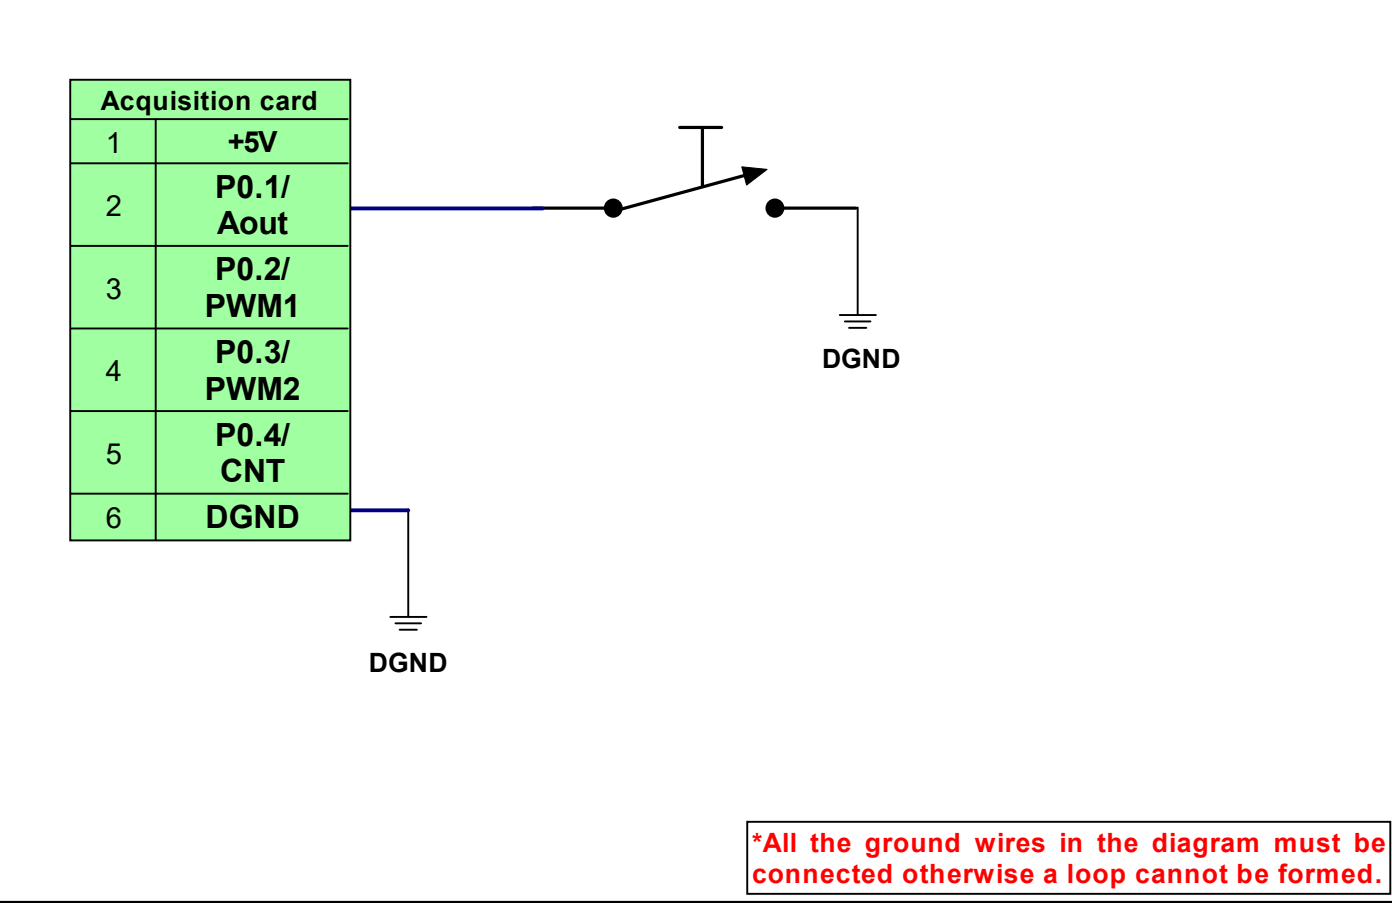 Acquisition card
1 +5V
2 P0.1/
Aout
3 P0.2/
PWM1
4 P0.3/
PWM2
5 P0.4/
CNT
6 DGND
DGND
DGND
*All the ground wires in the diagram must be
connected otherwise a loop cannot be formed.